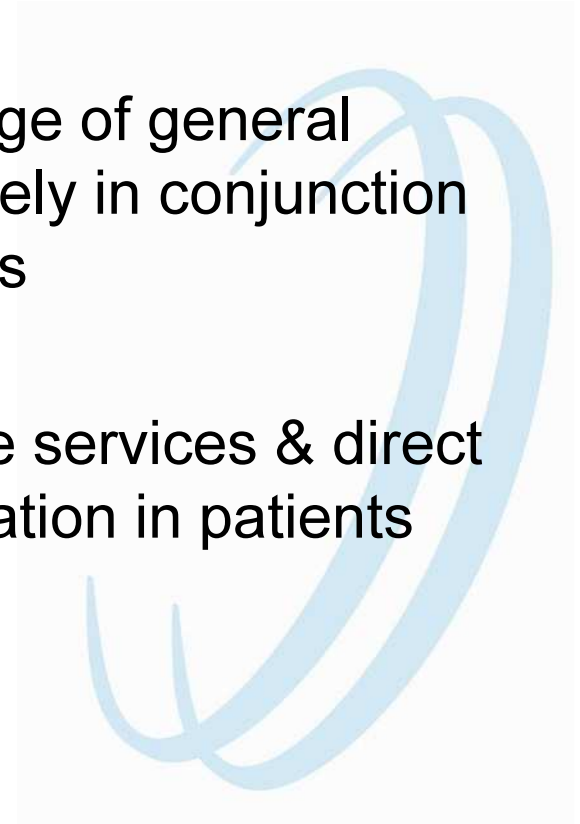 ge of general
ely in conjunction
s
e services & direct
ation in patients